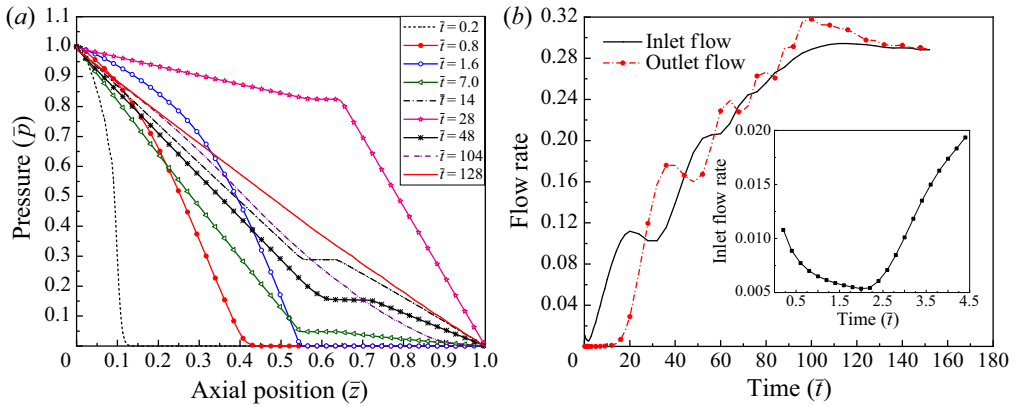 (a)
1.1
1.0
0.9
0.8
0.7
0.6
0.5
0.4
0.3
0.2
0.1
Pressure (p̄)
0 0.1 0.2 0.3 0.4 0.5 0.6 0.7 0.8 0.9 1.0
Axial position (z̄)
t̄ = 0.2
t̄ = 0.8
t̄ = 1.6
t̄ = 7.0
t̄ = 14
t̄ = 28
t̄ = 48
t̄ = 104
t̄ = 128
(b)
0.32
0.28
0.24
0.20
0.16
0.12
0.08
0.04
Flow rate
0 20 40 60 80 100 120 140 160 180
Time (t̄)
Inlet flow
Outlet flow
0.020
0.015
0.010
0.005
Inlet flow rate
0.5 1.5 2.5 3.5 4.5
Time (t̄)